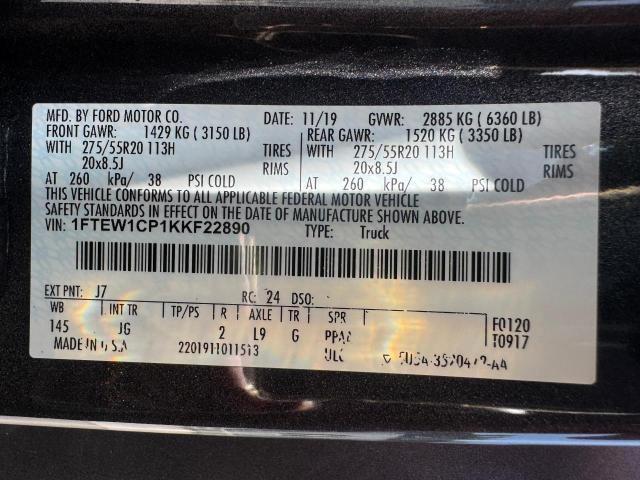 MFD. BY FORD MOTOR CO. DATE: 11/19 GVWR: 2885 KG ( 6360 LB)
FRONT GAWR: 1429 KG ( 3150 LB) REAR GAWR: 1520 KG ( 3350 LB)
WITH 275/55R20 113H TIRES WITH 275/55R20 113H TIRES
20x8.5J RIMS 20x8.5J RIMS
AT 260 kPa/ 38 PSI COLD AT 260 kPa/ 38 PSI COLD
THIS VEHICLE CONFORMS TO ALL APPLICABLE FEDERAL MOTOR VEHICLE
SAFETY STANDARDS IN EFFECT ON THE DATE OF MANUFACTURE SHOWN ABOVE.
VIN: 1FTEW1CP1KKF22890 TYPE: Truck
EXT PNT: J7 RC: 24 DSO:
WB INT TR TP/PS R AXLE TR SPR F0120
145 JG 2 L9 G T0917
MADE IN U.S.A 2201911011513